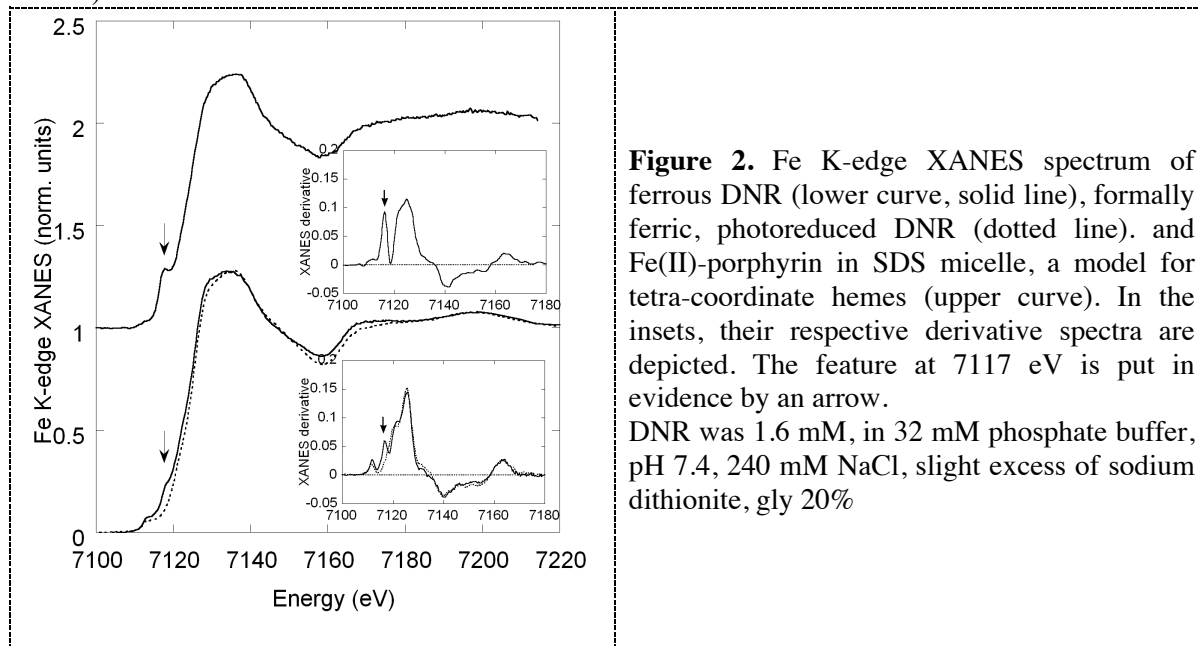 2.5
2
1.5
1
0.5
0
Fe K-edge XANES (norm. units)
7100 7120 7140 7160 7180 7200 7220
Energy (eV)
0.2
0.15
0.1
0.05
0
-0.05
XANES derivative
7100 7120 7140 7160 7180
0.2
0.15
0.1
0.05
0
-0.05
XANES derivative
7100 7120 7140 7160 7180
Figure 2. Fe K-edge XANES spectrum of
ferrous DNR (lower curve, solid line), formally
ferric, photoreduced DNR (dotted line). and
Fe(II)-porphyrin in SDS micelle, a model for
tetra-coordinate hemes (upper curve). In the
insets, their respective derivative spectra are
depicted. The feature at 7117 eV is put in
evidence by an arrow.
DNR was 1.6 mM, in 32 mM phosphate buffer,
pH 7.4, 240 mM NaCl, slight excess of sodium
dithionite, gly 20%